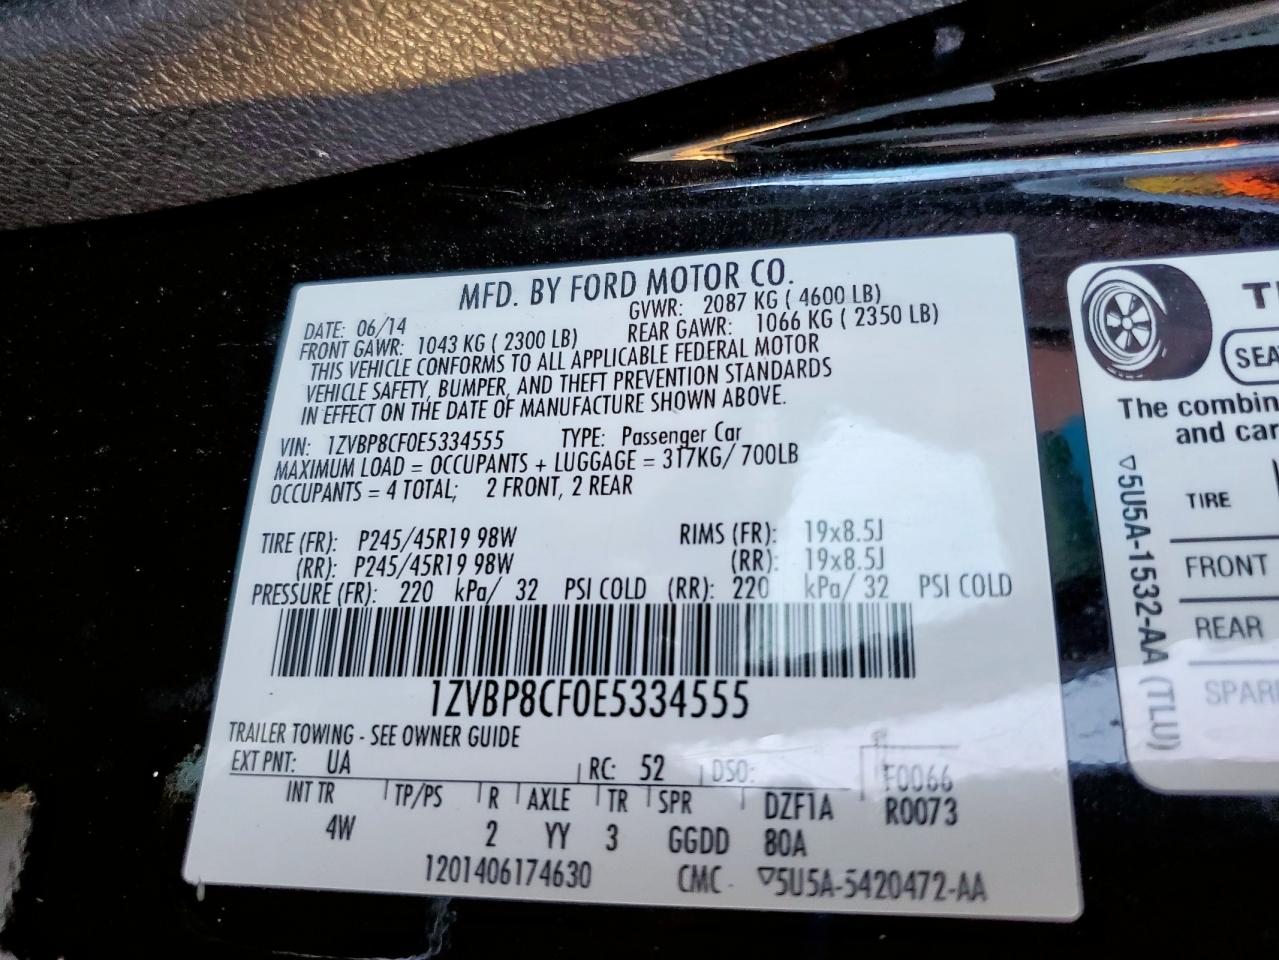 MFD. BY FORD MOTOR CO.
DATE: 06/14 GVWR: 2087 KG ( 4600 LB)
FRONT GAWR: 1043 KG ( 2300 LB) REAR GAWR: 1066 KG ( 2350 LB)
THIS VEHICLE CONFORMS TO ALL APPLICABLE FEDERAL MOTOR
VEHICLE SAFETY, BUMPER, AND THEFT PREVENTION STANDARDS
IN EFFECT ON THE DATE OF MANUFACTURE SHOWN ABOVE.
VIN: 1ZVBP8CF0E5334555 TYPE: Passenger Car
MAXIMUM LOAD = OCCUPANTS + LUGGAGE = 317KG/ 700LB
OCCUPANTS = 4 TOTAL; 2 FRONT, 2 REAR
TIRE (FR): P245/45R19 98W RIMS (FR): 19x8.5J
(RR): P245/45R19 98W (RR): 19x8.5J
PRESSURE (FR): 220 kPa/ 32 PSI COLD (RR): 220 kPa/ 32 PSI COLD
1ZVBP8CF0E5334555
TRAILER TOWING - SEE OWNER GUIDE
EXT PNT: UA RC: 52 DSO: F0066
INT TR TP/PS R AXLE TR SPR DZF1A R0073
4W 2 YY 3 GGDD 80A
1201406174630 CMC- ▽5U5A-5420472-AA
The combin
and car
TIRE
FRONT
REAR
SPAR
▽5U5A-1532-AA (TLU)